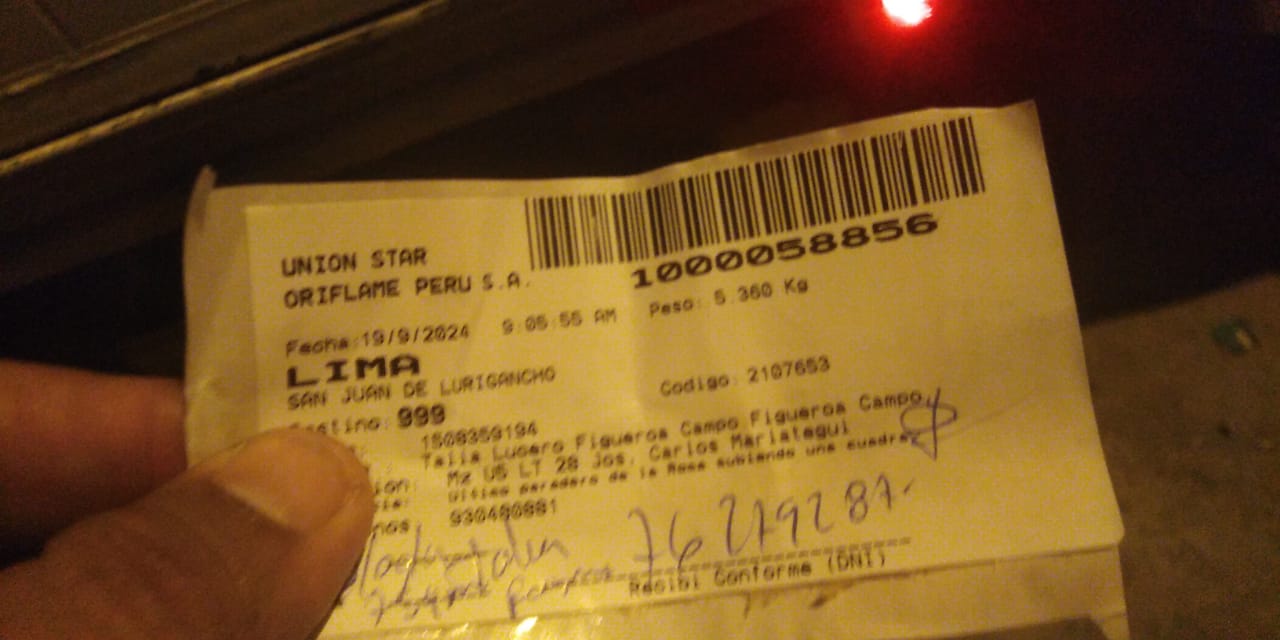 1000058856
UNION STAR
ORIFLAME PERU S.A.
Fecha:19/9/2024 9:05:55 AM Peso: 5.360 Kg
LIMA
SAN JUAN DE LURIGANCHO Codigo: 2107653
999
1508359194
Talia Lucero Figueroa Campo Figueroa Campo
Mz U5 LT 28 Jos. Carlos Mariategui
Ultimo paradero de la Rosa subiendo una cuadra
930480881
76279287.
Recibi Conforme (DNI)